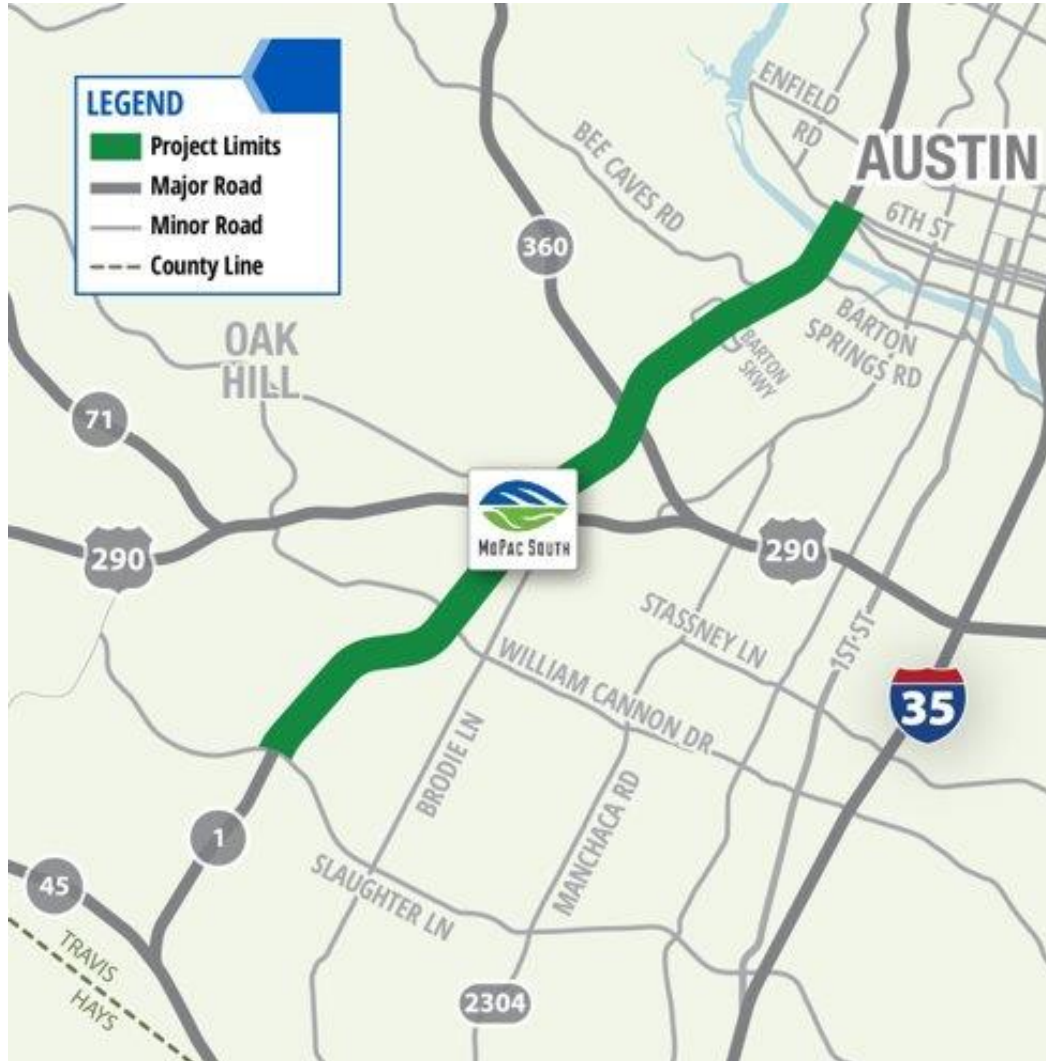 LEGEND
Project Limits
Major Road
Minor Road
County Line
ENFIELD
RD
AUSTIN
BEE CAVES RD
6TH ST
360
BARTON
SPRINGS RD
BARTON
SKWY
OAK
HILL
71
MOPAC SOUTH
290
290
STASSNEY LN
1ST ST
WILLIAM CANNON DR
35
BRODIE LN
MANCHACA RD
1
SLAUGHTER LN
45
TRAVIS
HAYS
2304